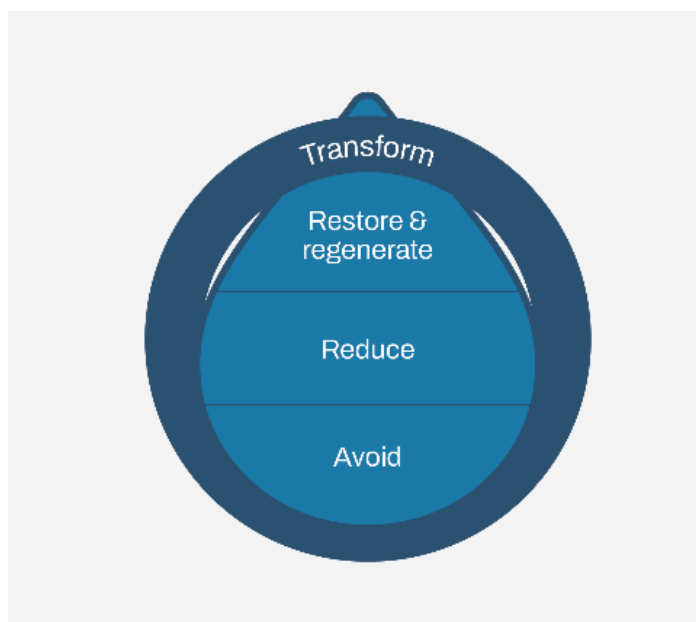 Transform
Restore &
regenerate
Reduce
Avoid